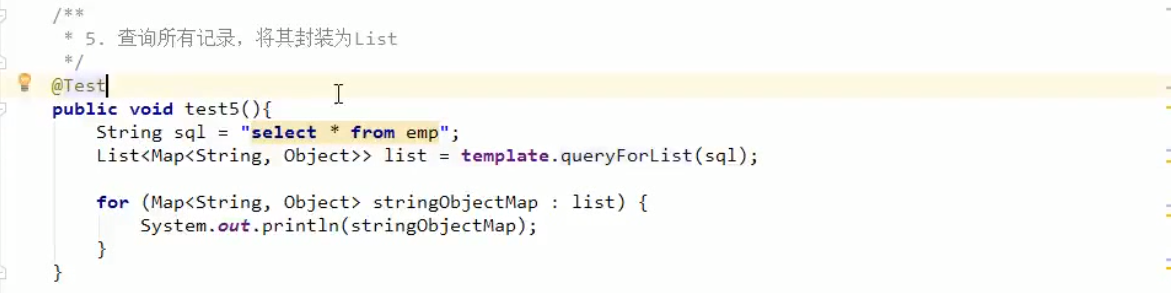 /**
 * 5. 查询所有记录，将其封装为List
 */
@Test
public void test5(){
    String sql = "select * from emp";
    List<Map<String, Object>> list = template.queryForList(sql);
    for (Map<String, Object> stringObjectMap : list) {
        System.out.println(stringObjectMap);
    }
}